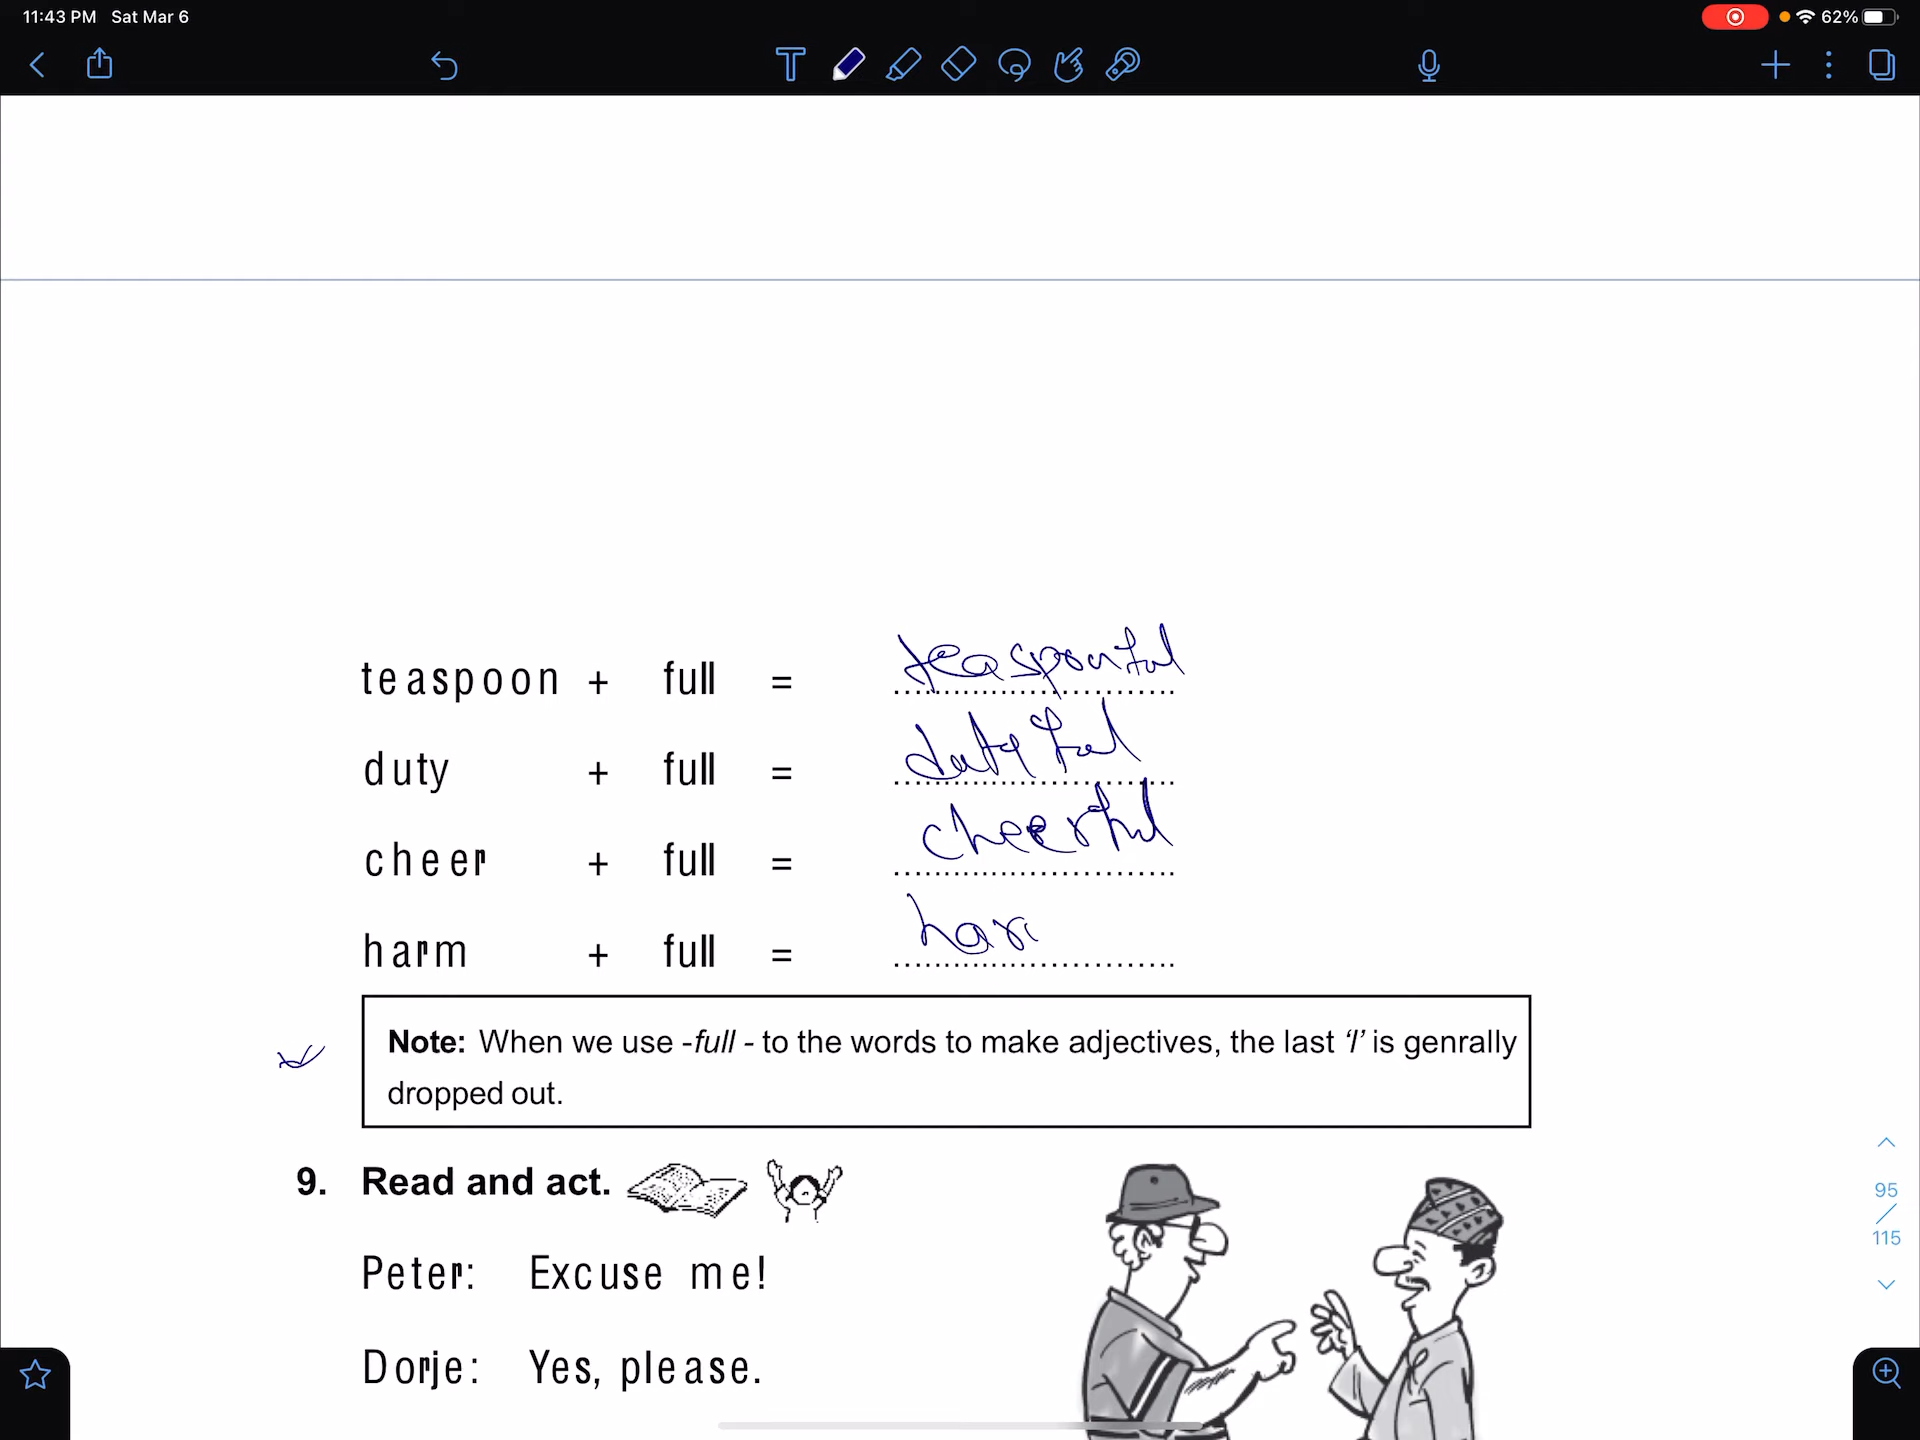 11:43 PM Sat Mar 6 62%
teaspoon + full = teaspoonful
duty + full = dutyful
cheer + full = cheerful
harm + full = har
Note: When we use -full - to the words to make adjectives, the last ‘l’ is genrally
dropped out.
9. Read and act.
Peter: Excuse me!
Dorje: Yes, please.
95
/
115